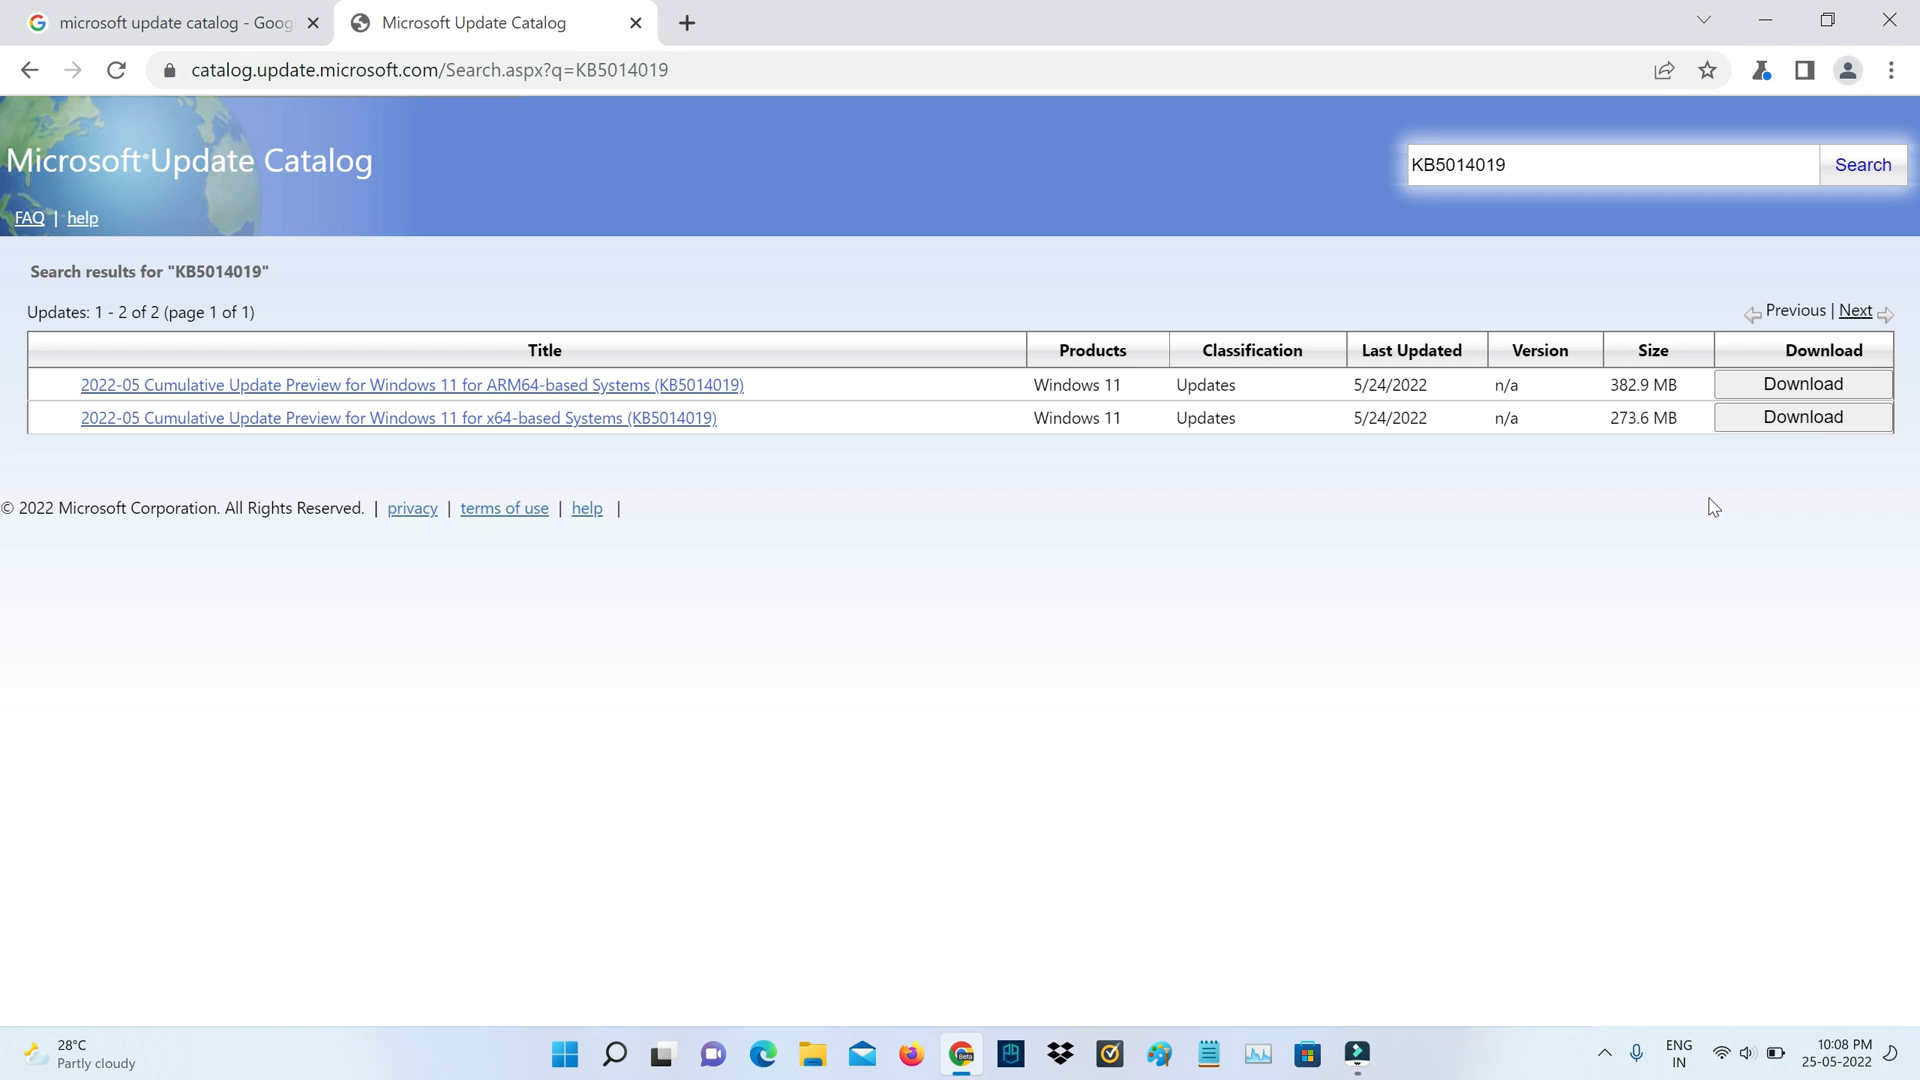 microsoft update catalog - Goog
Microsoft Update Catalog
catalog.update.microsoft.com/Search.aspx?q=KB5014019
Microsoft® Update Catalog
KB5014019
Search
FAQ | help
Search results for "KB5014019"
Updates: 1 - 2 of 2 (page 1 of 1)
Previous | Next
Title Products Classification Last Updated Version Size Download
2022-05 Cumulative Update Preview for Windows 11 for ARM64-based Systems (KB5014019) Windows 11 Updates 5/24/2022 n/a 382.9 MB Download
2022-05 Cumulative Update Preview for Windows 11 for x64-based Systems (KB5014019) Windows 11 Updates 5/24/2022 n/a 273.6 MB Download
© 2022 Microsoft Corporation. All Rights Reserved. | privacy | terms of use | help |
28°C
Partly cloudy
Beta
ENG
IN
10:08 PM
25-05-2022